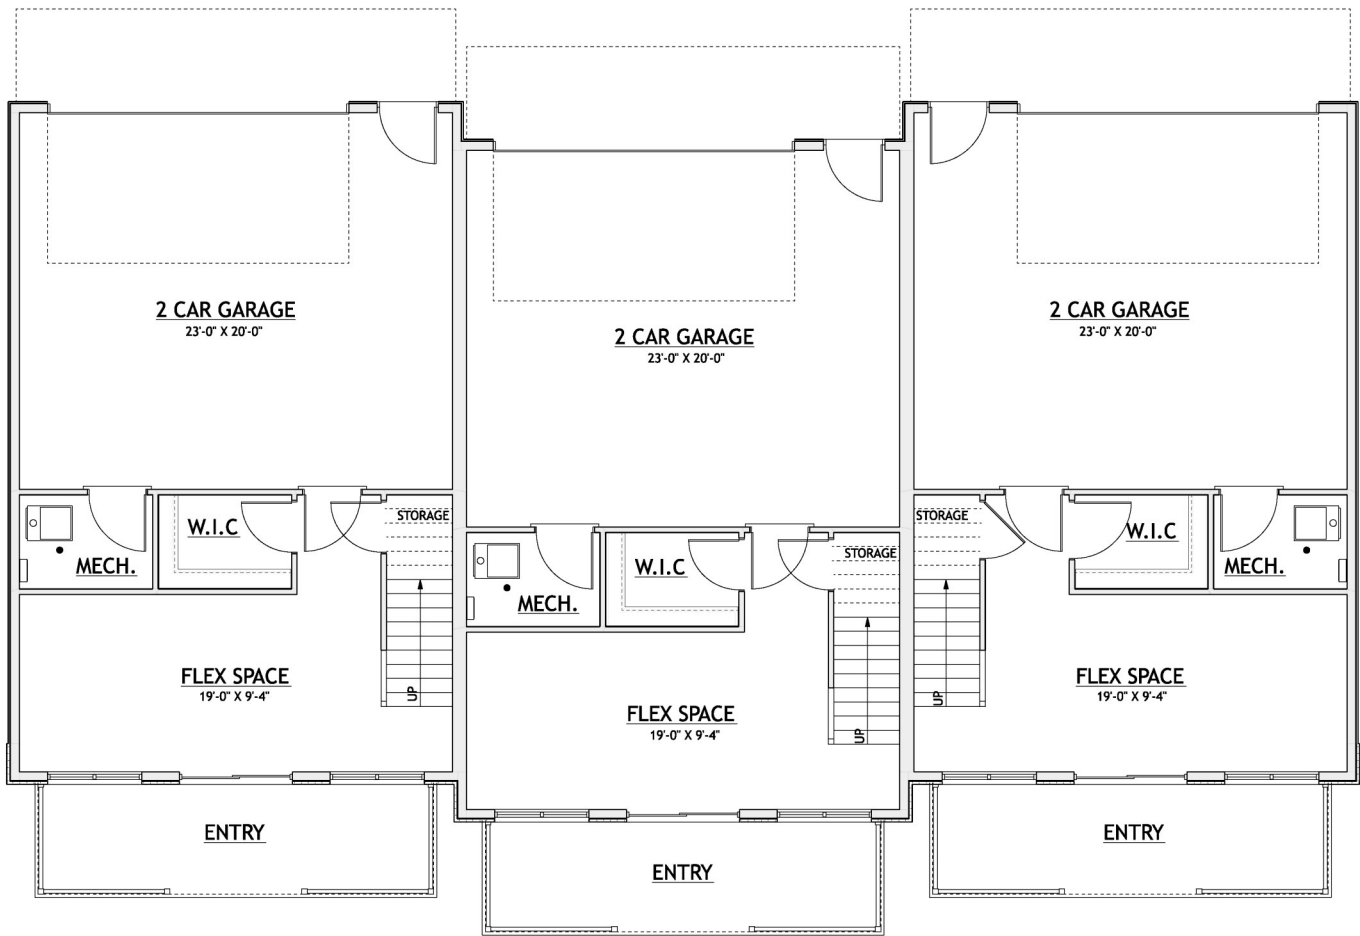 2 CAR GARAGE
23'-0" X 20'-0"
2 CAR GARAGE
23'-0" X 20'-0"
2 CAR GARAGE
23'-0" X 20'-0"
W.I.C
STORAGE
MECH.
W.I.C
STORAGE
MECH.
STORAGE
W.I.C
MECH.
FLEX SPACE
19'-0" X 9'-4"
UP
FLEX SPACE
19'-0" X 9'-4"
UP
UP
FLEX SPACE
19'-0" X 9'-4"
ENTRY
ENTRY
ENTRY